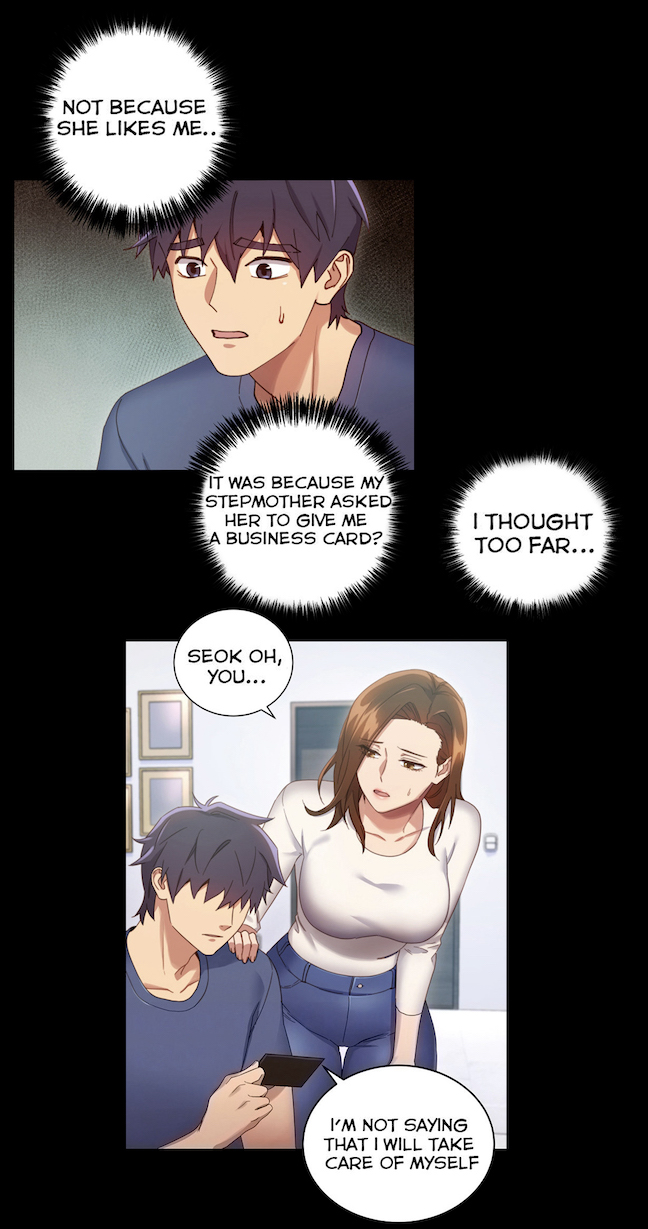 NOT BECAUSE
SHE LIKES ME..
IT WAS BECAUSE MY
STEPMOTHER ASKED
HER TO GIVE ME
A BUSINESS CARD?
I THOUGHT
TOO FAR...
SEOK OH,
YOU...
I'M NOT SAYING
THAT I WILL TAKE
CARE OF MYSELF